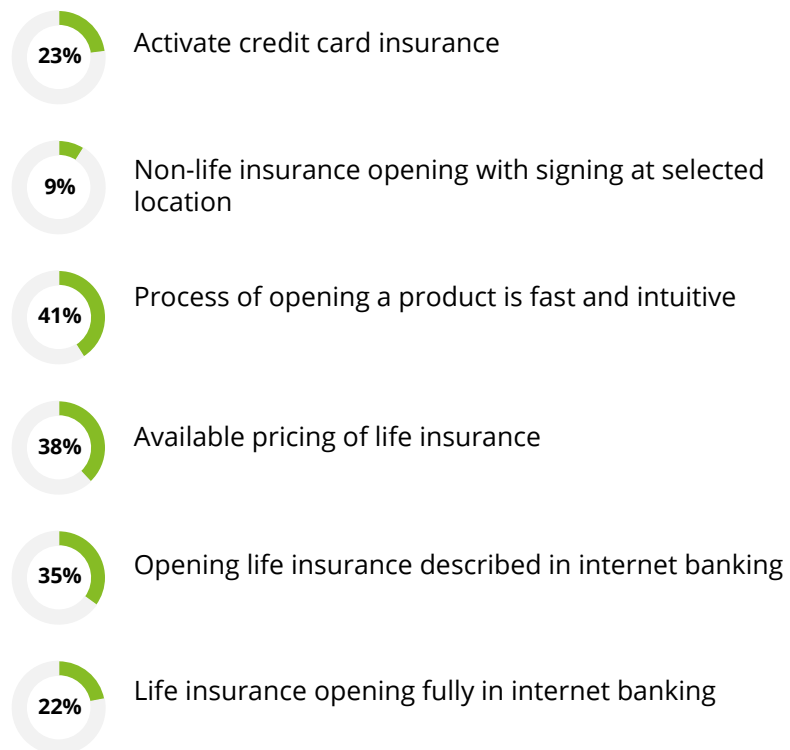 23%
Activate credit card insurance
9%
Non-life insurance opening with signing at selected
location
41%
Process of opening a product is fast and intuitive
38%
Available pricing of life insurance
35%
Opening life insurance described in internet banking
22%
Life insurance opening fully in internet banking